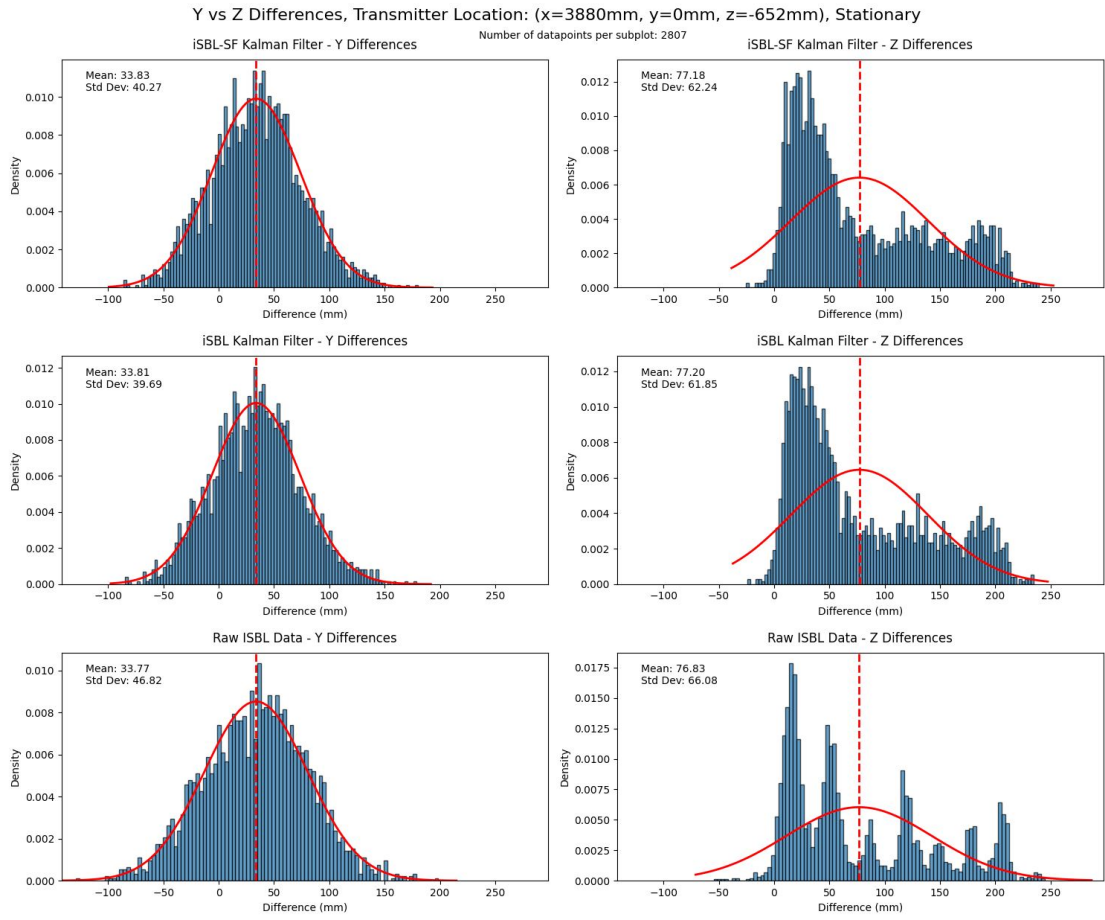 Y vs Z Differences, Transmitter Location: (x=3880mm, y=0mm, z=-652mm), Stationary
Number of datapoints per subplot: 2807
iSBL-SF Kalman Filter - Y Differences
Mean: 33.83
Std Dev: 40.27
Density
0.010
0.008
0.006
0.004
0.002
0.000
−100 −50 0 50 100 150 200 250
Difference (mm)
iSBL-SF Kalman Filter - Z Differences
Mean: 77.18
Std Dev: 62.24
Density
0.012
0.010
0.008
0.006
0.004
0.002
0.000
−100 −50 0 50 100 150 200 250
Difference (mm)
iSBL Kalman Filter - Y Differences
Mean: 33.81
Std Dev: 39.69
Density
0.012
0.010
0.008
0.006
0.004
0.002
0.000
−100 −50 0 50 100 150 200 250
Difference (mm)
iSBL Kalman Filter - Z Differences
Mean: 77.20
Std Dev: 61.85
Density
0.012
0.010
0.008
0.006
0.004
0.002
0.000
−100 −50 0 50 100 150 200 250
Difference (mm)
Raw ISBL Data - Y Differences
Mean: 33.77
Std Dev: 46.82
Density
0.010
0.008
0.006
0.004
0.002
0.000
−100 −50 0 50 100 150 200 250
Difference (mm)
Raw ISBL Data - Z Differences
Mean: 76.83
Std Dev: 66.08
Density
0.0175
0.0150
0.0125
0.0100
0.0075
0.0050
0.0025
0.0000
−100 −50 0 50 100 150 200 250
Difference (mm)